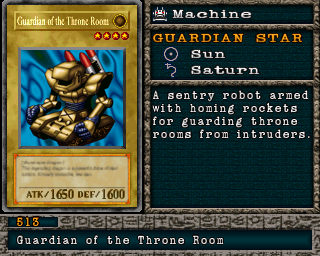 Guardian of the Throne Room
ATK/1650 DEF/1600
Machine
GUARDIAN STAR
Sun
Saturn
A sentry robot armed
with homing rockets
for guarding throne
rooms from intruders.
513
Guardian of the Throne Room